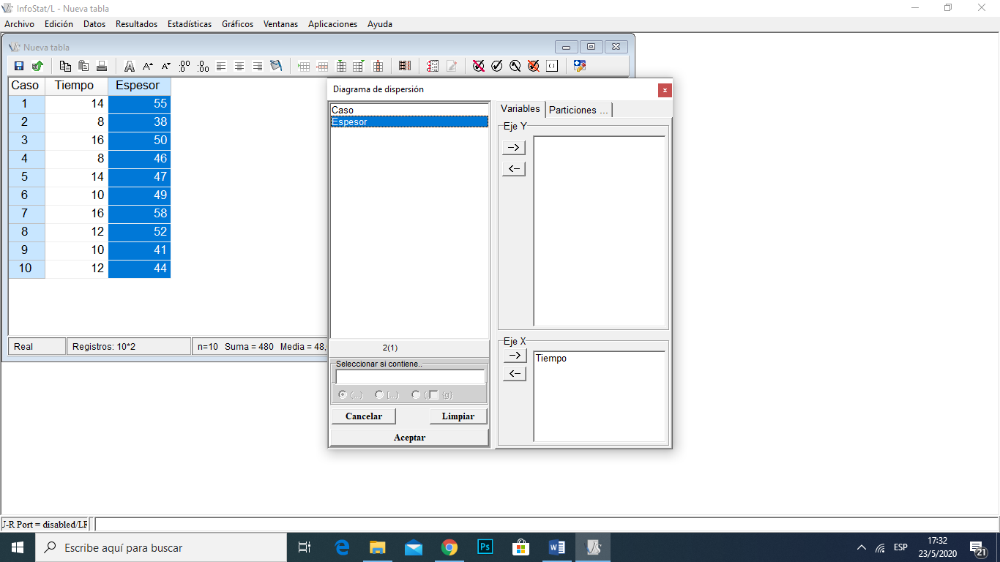 InfoStat/L - Nueva tabla
Archivo Edición Datos Resultados Estadísticas Gráficos Ventanas Aplicaciones Ayuda
Nueva tabla
Caso Tiempo Espesor
1 14 55
2 8 38
3 16 50
4 8 46
5 14 47
6 10 49
7 16 58
8 12 52
9 10 41
10 12 44
Real Registros: 10*2 n=10 Suma = 480 Media = 48,
Diagrama de dispersión
Caso
Espesor
2(1)
Seleccionar si contiene..
(...) [...) (. {g}
Cancelar Limpiar
Aceptar
Variables Particiones ...
Eje Y
-->
<--
Eje X
-->
<--
Tiempo
J-R Port = disabled/LF
Escribe aquí para buscar
Ps
ESP
17:32
23/5/2020
21